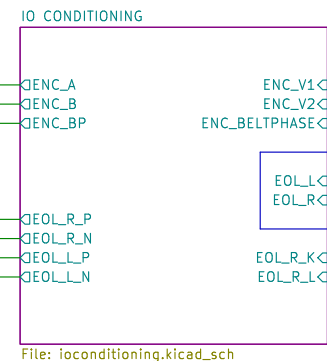 IO CONDITIONING
ENC_A ENC_V1
ENC_B ENC_V2
ENC_BP ENC_BELTPHASE
EOL_L
EOL_R
EOL_R_P
EOL_R_N
EOL_L_P EOL_R_K
EOL_L_N EOL_R_L
File: ioconditioning.kicad_sch